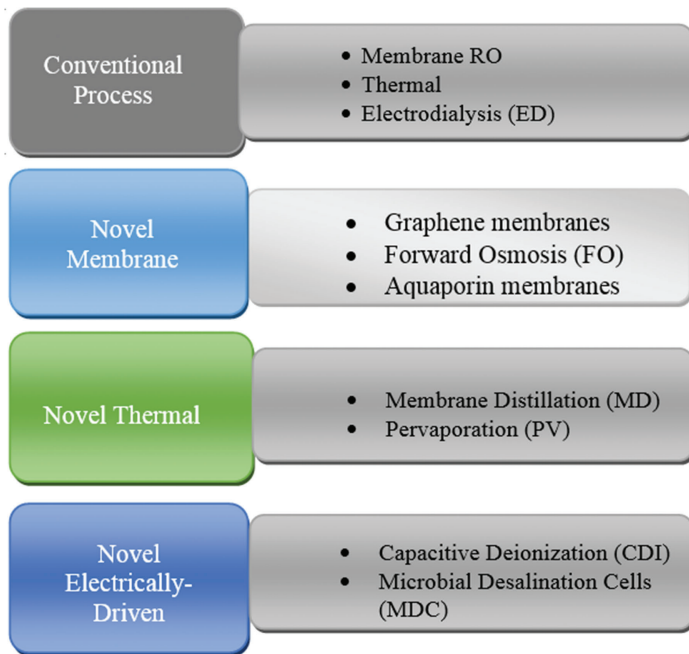 Conventional
Process
• Membrane RO
• Thermal
• Electrodialysis (ED)
Novel
Membrane
• Graphene membranes
• Forward Osmosis (FO)
• Aquaporin membranes
Novel Thermal
• Membrane Distillation (MD)
• Pervaporation (PV)
Novel
Electrically-
Driven
• Capacitive Deionization (CDI)
• Microbial Desalination Cells
(MDC)